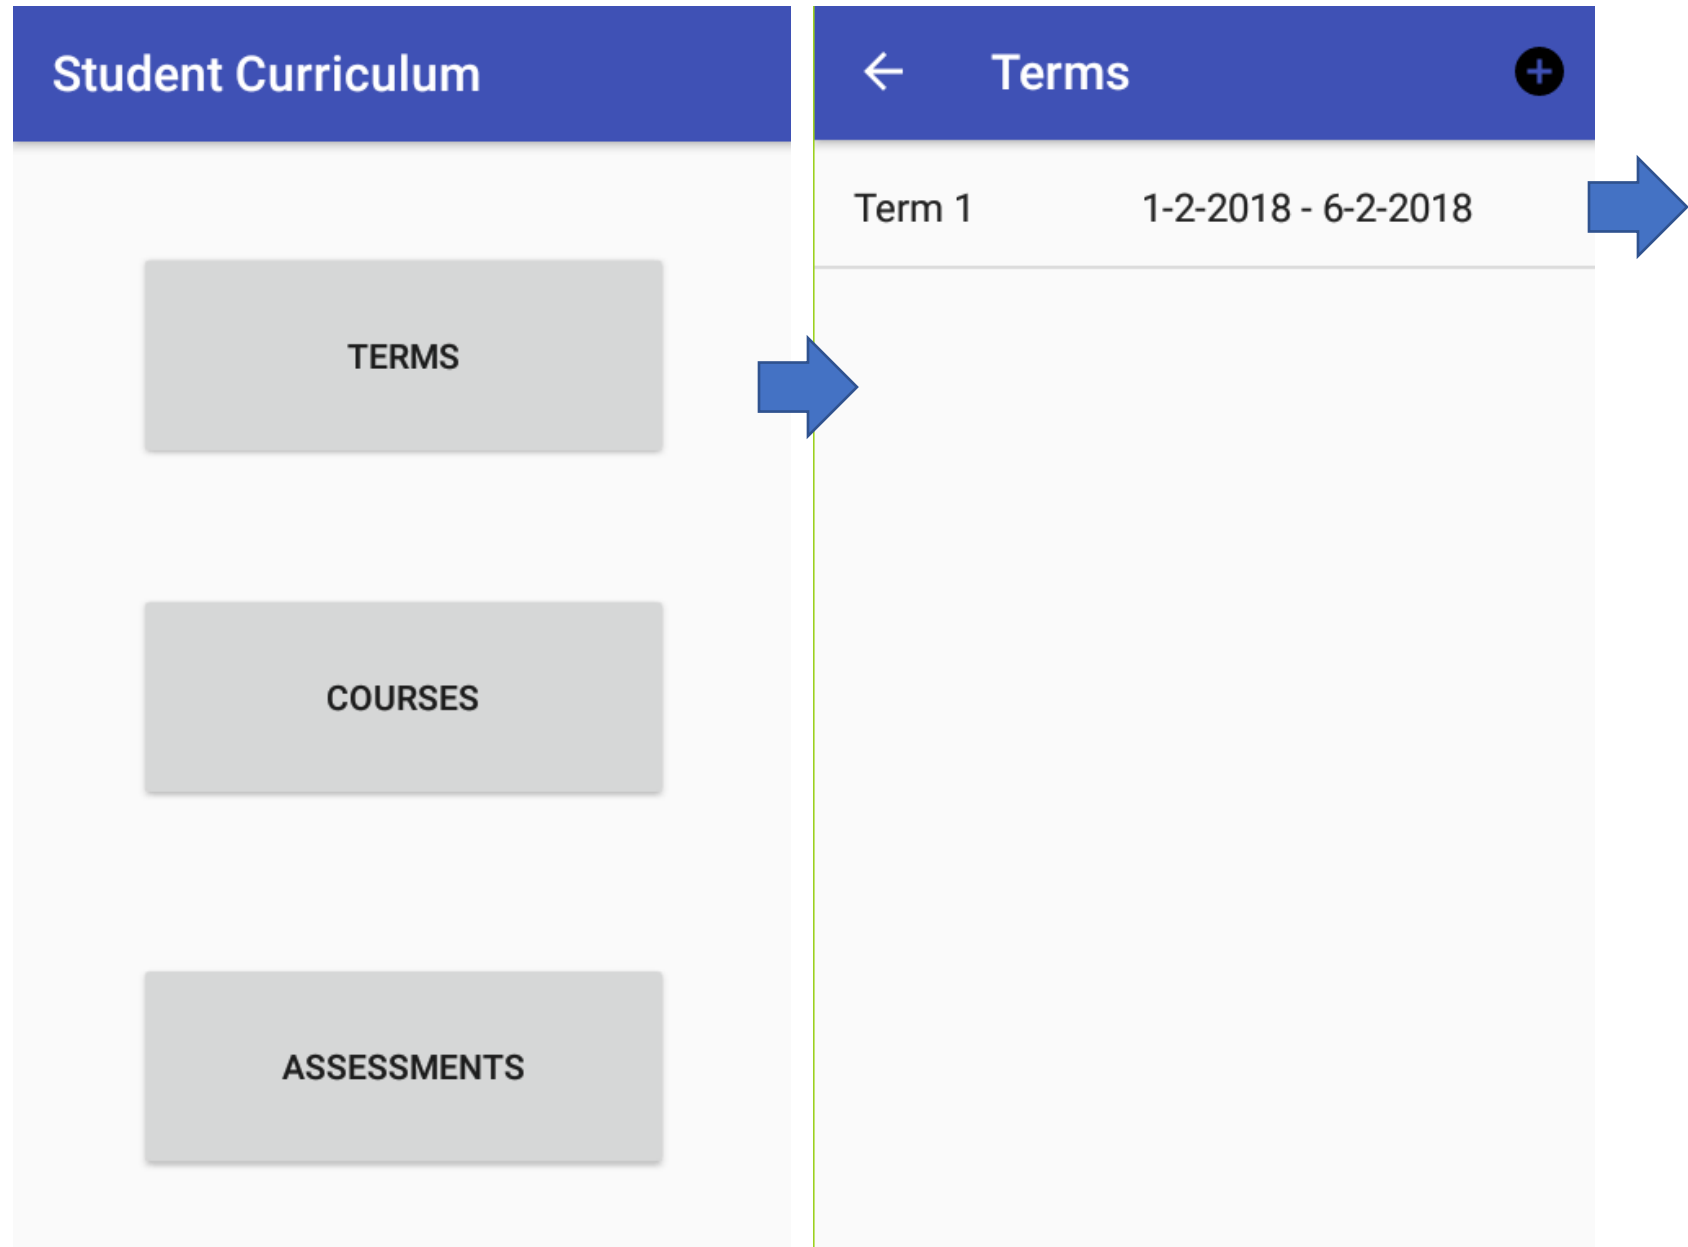 Student Curriculum
TERMS
COURSES
ASSESSMENTS
Terms
Term 1 1-2-2018 - 6-2-2018